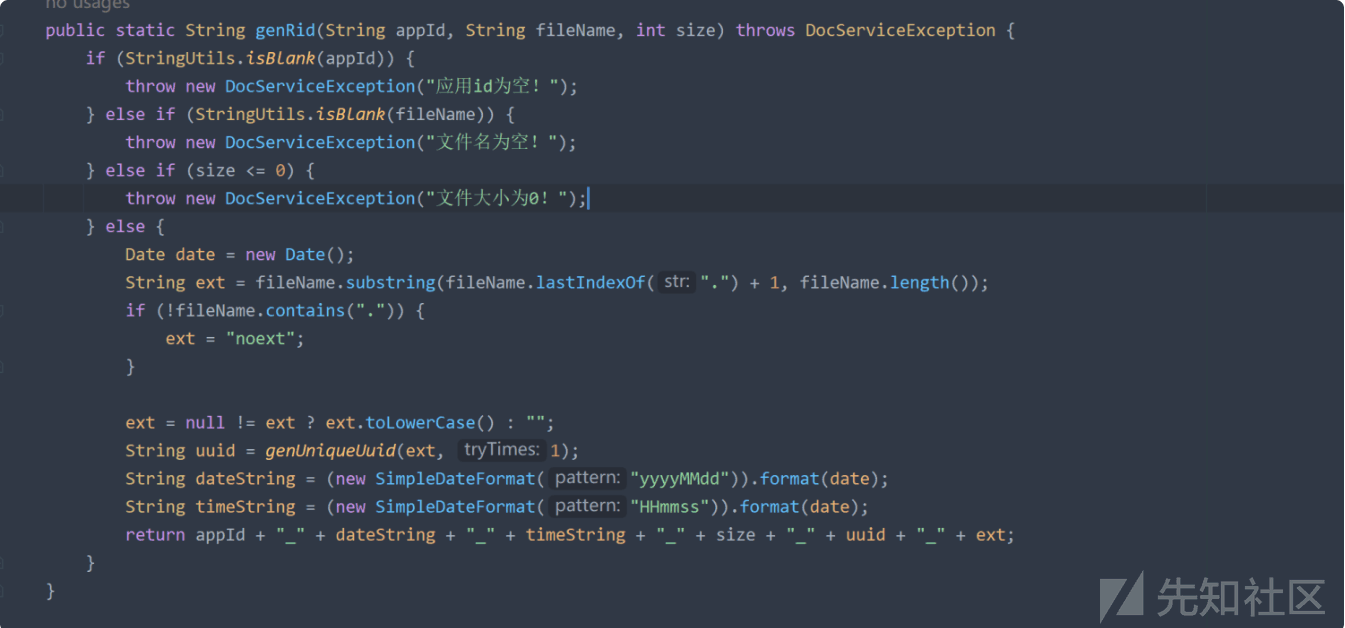 no usages
public static String genRid(String appId, String fileName, int size) throws DocServiceException {
    if (StringUtils.isBlank(appId)) {
        throw new DocServiceException("应用id为空！");
    } else if (StringUtils.isBlank(fileName)) {
        throw new DocServiceException("文件名为空！");
    } else if (size <= 0) {
        throw new DocServiceException("文件大小为0！");
    } else {
        Date date = new Date();
        String ext = fileName.substring(fileName.lastIndexOf( str: ".") + 1, fileName.length());
        if (!fileName.contains(".")) {
            ext = "noext";
        }
        ext = null != ext ? ext.toLowerCase() : "";
        String uuid = genUniqueUuid(ext, tryTimes: 1);
        String dateString = (new SimpleDateFormat( pattern: "yyyyMMdd")).format(date);
        String timeString = (new SimpleDateFormat( pattern: "HHmmss")).format(date);
        return appId + "_" + dateString + "_" + timeString + "_" + size + "_" + uuid + "_" + ext;
    }
}
先知社区